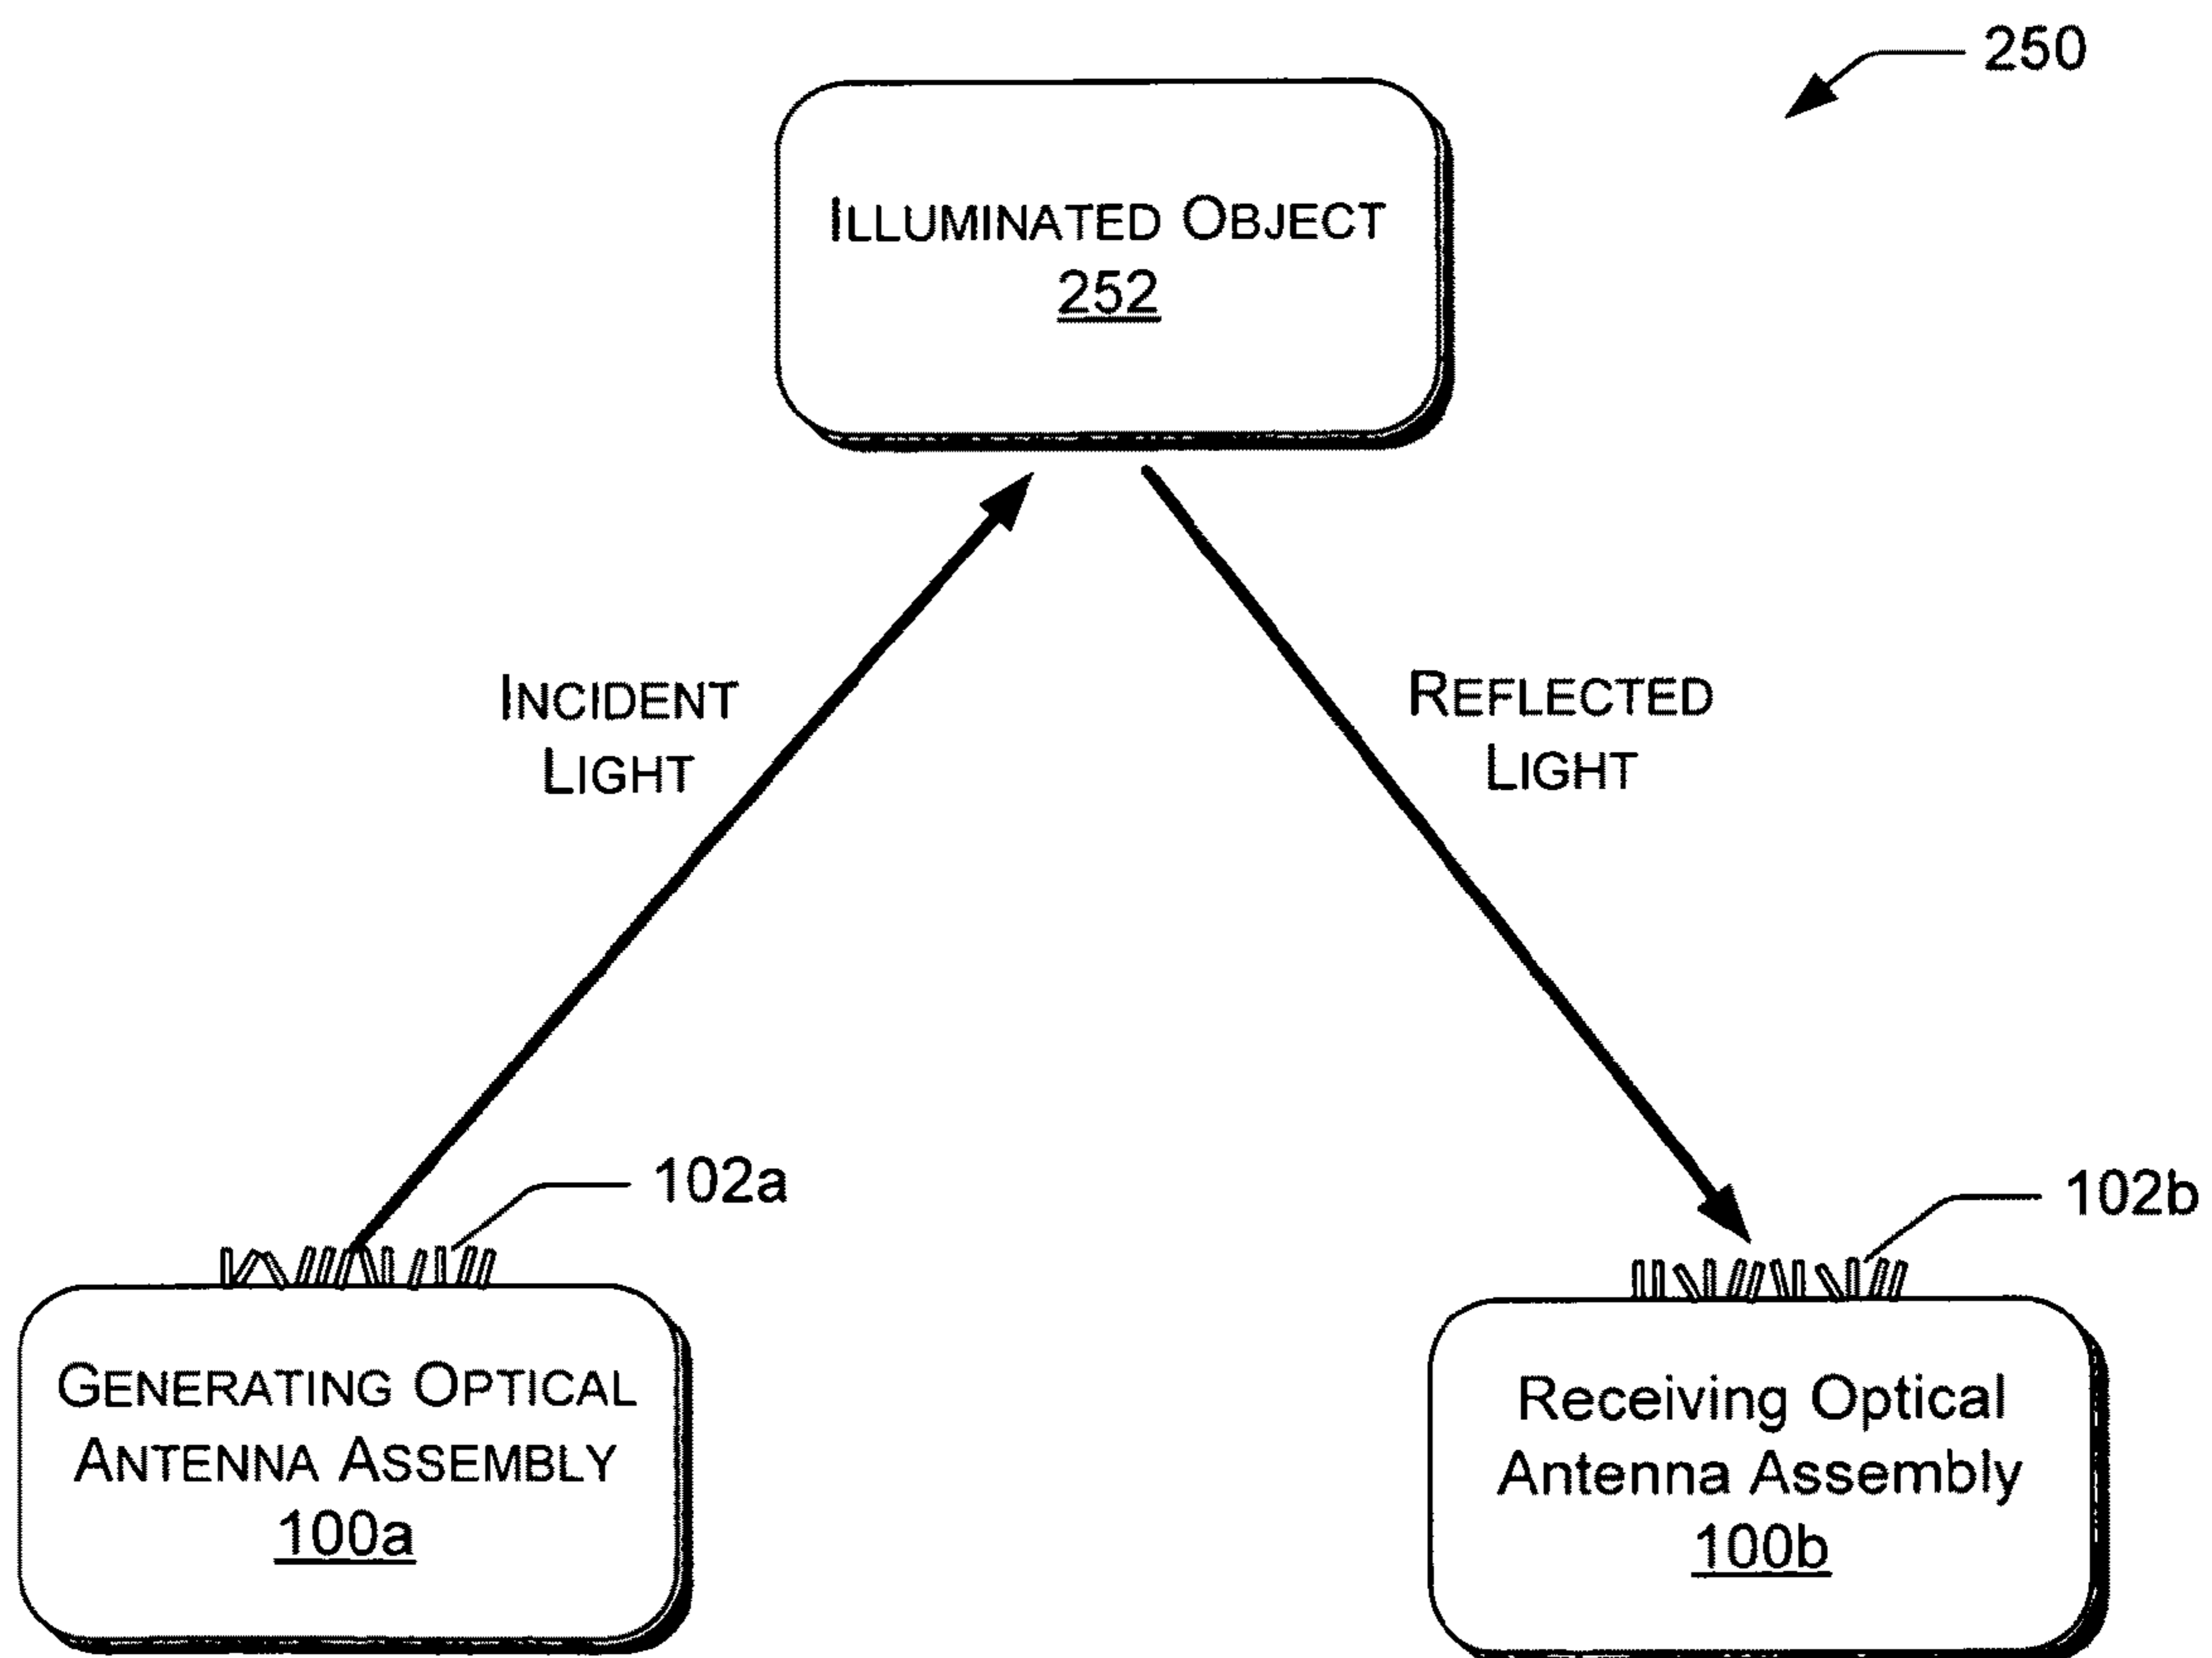 250
ILLUMINATED OBJECT
252
INCIDENT
LIGHT
REFLECTED
LIGHT
102a
102b
GENERATING OPTICAL
ANTENNA ASSEMBLY
100a
Receiving Optical
Antenna Assembly
100b